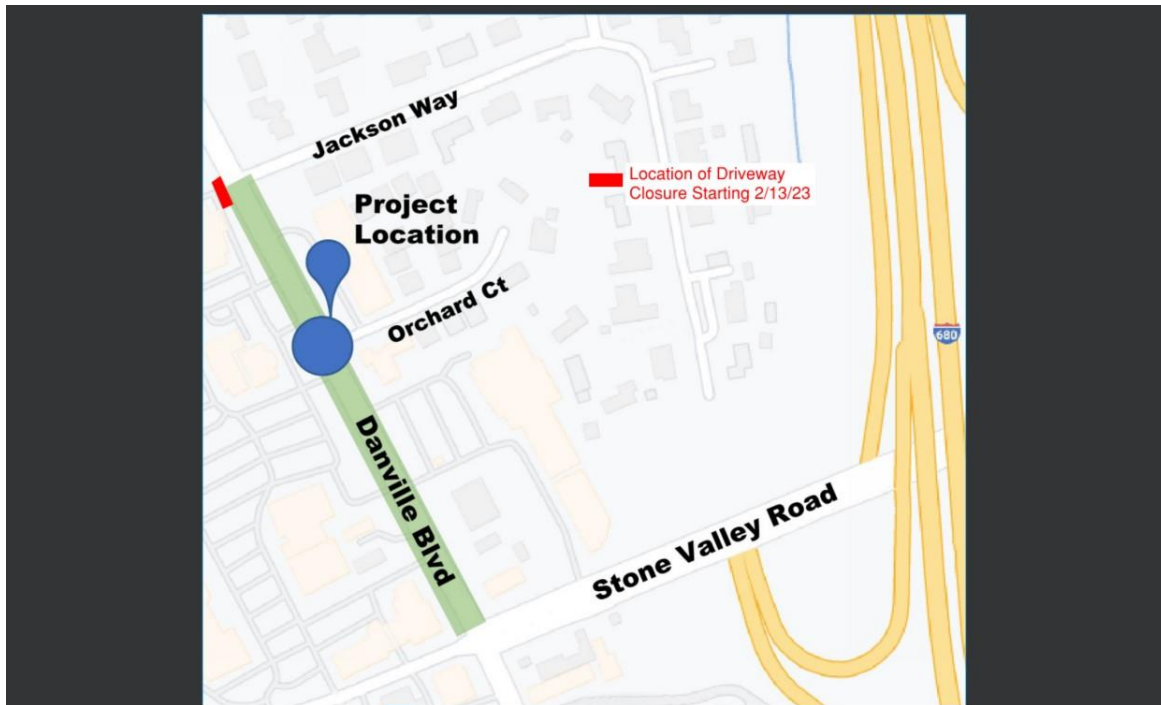 Jackson Way
Location of Driveway
Closure Starting 2/13/23
Project
Location
Orchard Ct
680
Danville Blvd
Stone Valley Road